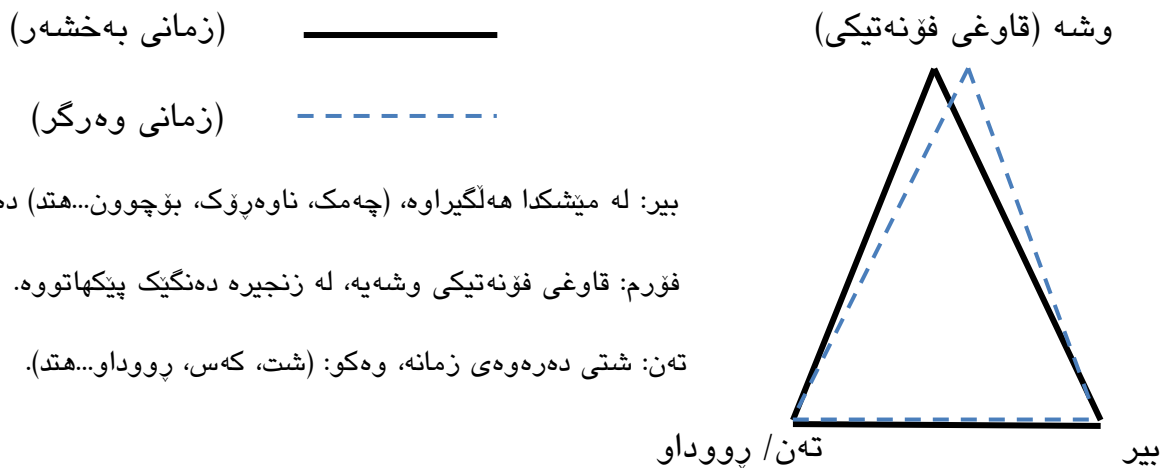 وشە (قاوغی فۆنەتیکی)
(زمانی بەخشەر)
(زمانی وەرگر)
بیر: لە مێشکدا هەڵگیراوە، (چەمک، ناوەڕۆک، بۆچوون...هتد)
فۆرم: قاوغی فۆنەتیکی وشەیە، لە زنجیرە دەنگێک پێکهاتووە.
تەن: شتی دەرەوەی زمانە، وەکو: (شت، کەس، ڕووداو...هتد).
بیر
تەن/ ڕووداو